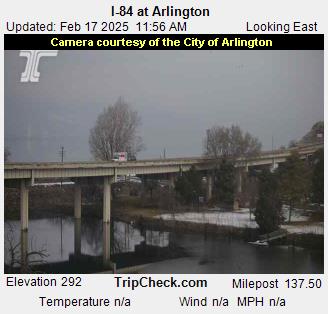 I-84 at Arlington
Updated: Feb 17 2025 11:56 AM Looking East
Camera courtesy of the City of Arlington
Elevation 292 TripCheck.com Milepost 137.50
Temperature n/a Wind n/a MPH n/a